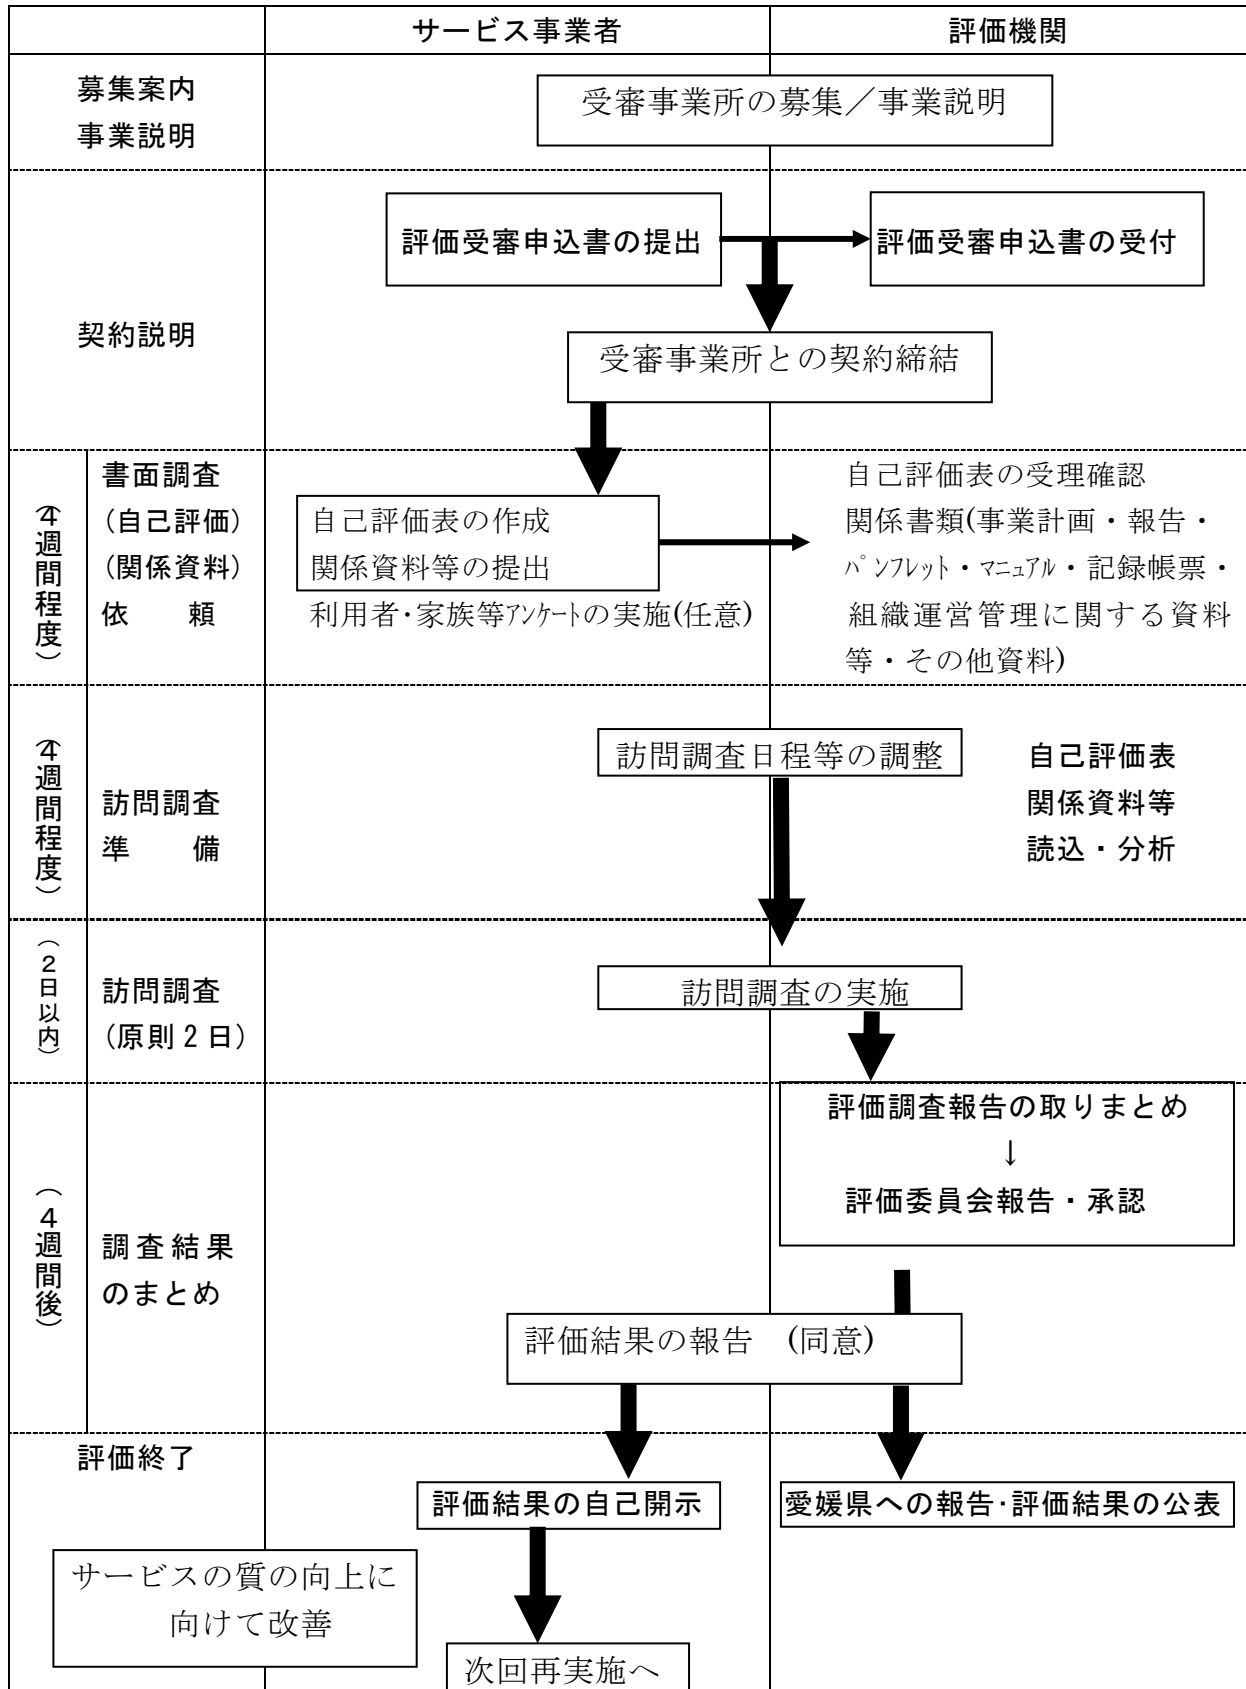 サービス事業者
評価機関
募集案内
事業説明
受審事業所の募集／事業説明
契約説明
評価受審申込書の提出
評価受審申込書の受付
受審事業所との契約締結
（4週間程度）
書面調査
(自己評価)
(関係資料)
依　　頼
自己評価表の作成
関係資料等の提出
利用者・家族等アンケートの実施(任意)
自己評価表の受理確認
関係書類(事業計画・報告・
パンフレット・マニュアル・記録帳票・
組織運営管理に関する資料
等・その他資料)
（4週間程度）
訪問調査
準　　備
訪問調査日程等の調整
自己評価表
関係資料等
読込・分析
（2日以内）
訪問調査
(原則２日)
訪問調査の実施
（4週間後）
調査結果
のまとめ
評価調査報告の取りまとめ
↓
評価委員会報告・承認
評価結果の報告　(同意)
評価終了
評価結果の自己開示
愛媛県への報告・評価結果の公表
サービスの質の向上に
向けて改善
次回再実施へ